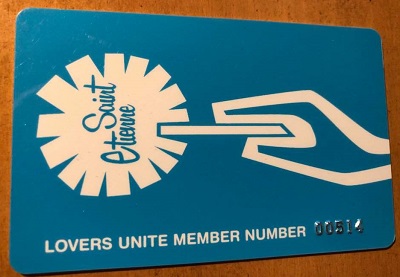 Saint
Etienne
LOVERS UNITE MEMBER NUMBER 00514